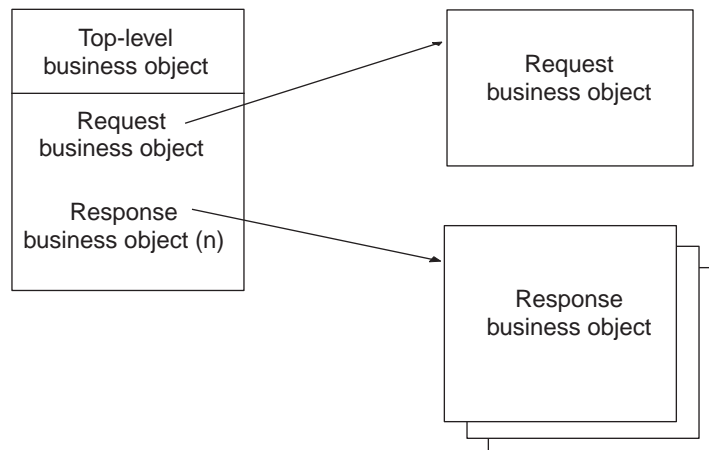 Top-level
business object
Request
business object
Response
business object (n)
Request
business object
Response
business object